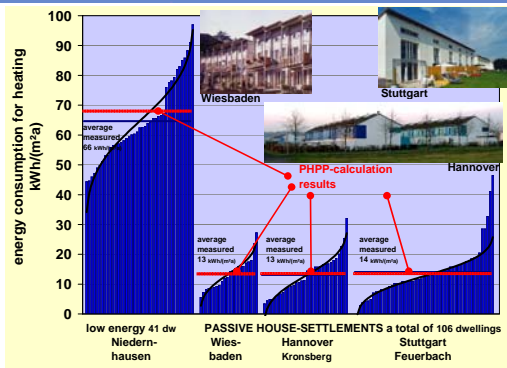 energy consumption for heating
kWh/(m²a)
100
90
80
70
60
50
40
30
20
10
0
Wiesbaden
Stuttgart
Hannover
average
measured
66 kWh/(m²a)
PHPP-calculation
results
average
measured
13 kWh/(m²a)
average
measured
13 kWh/(m²a)
average
measured
14 kWh/(m²a)
low energy 41 dw
Niedern-
hausen
PASSIVE HOUSE-SETTLEMENTS a total of 106 dwellings
Wies-
baden
Hannover
Kronsberg
Stuttgart
Feuerbach